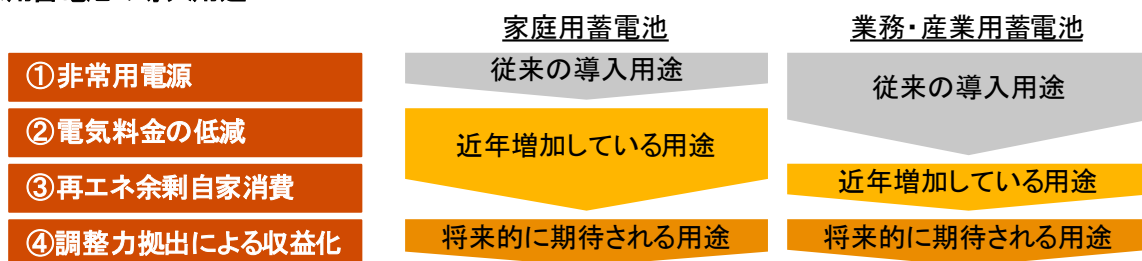 家庭用蓄電池
業務・産業用蓄電池
①非常用電源
従来の導入用途
従来の導入用途
②電気料金の低減
近年増加している用途
③再エネ余剰自家消費
近年増加している用途
④調整力拠出による収益化
将来的に期待される用途
将来的に期待される用途